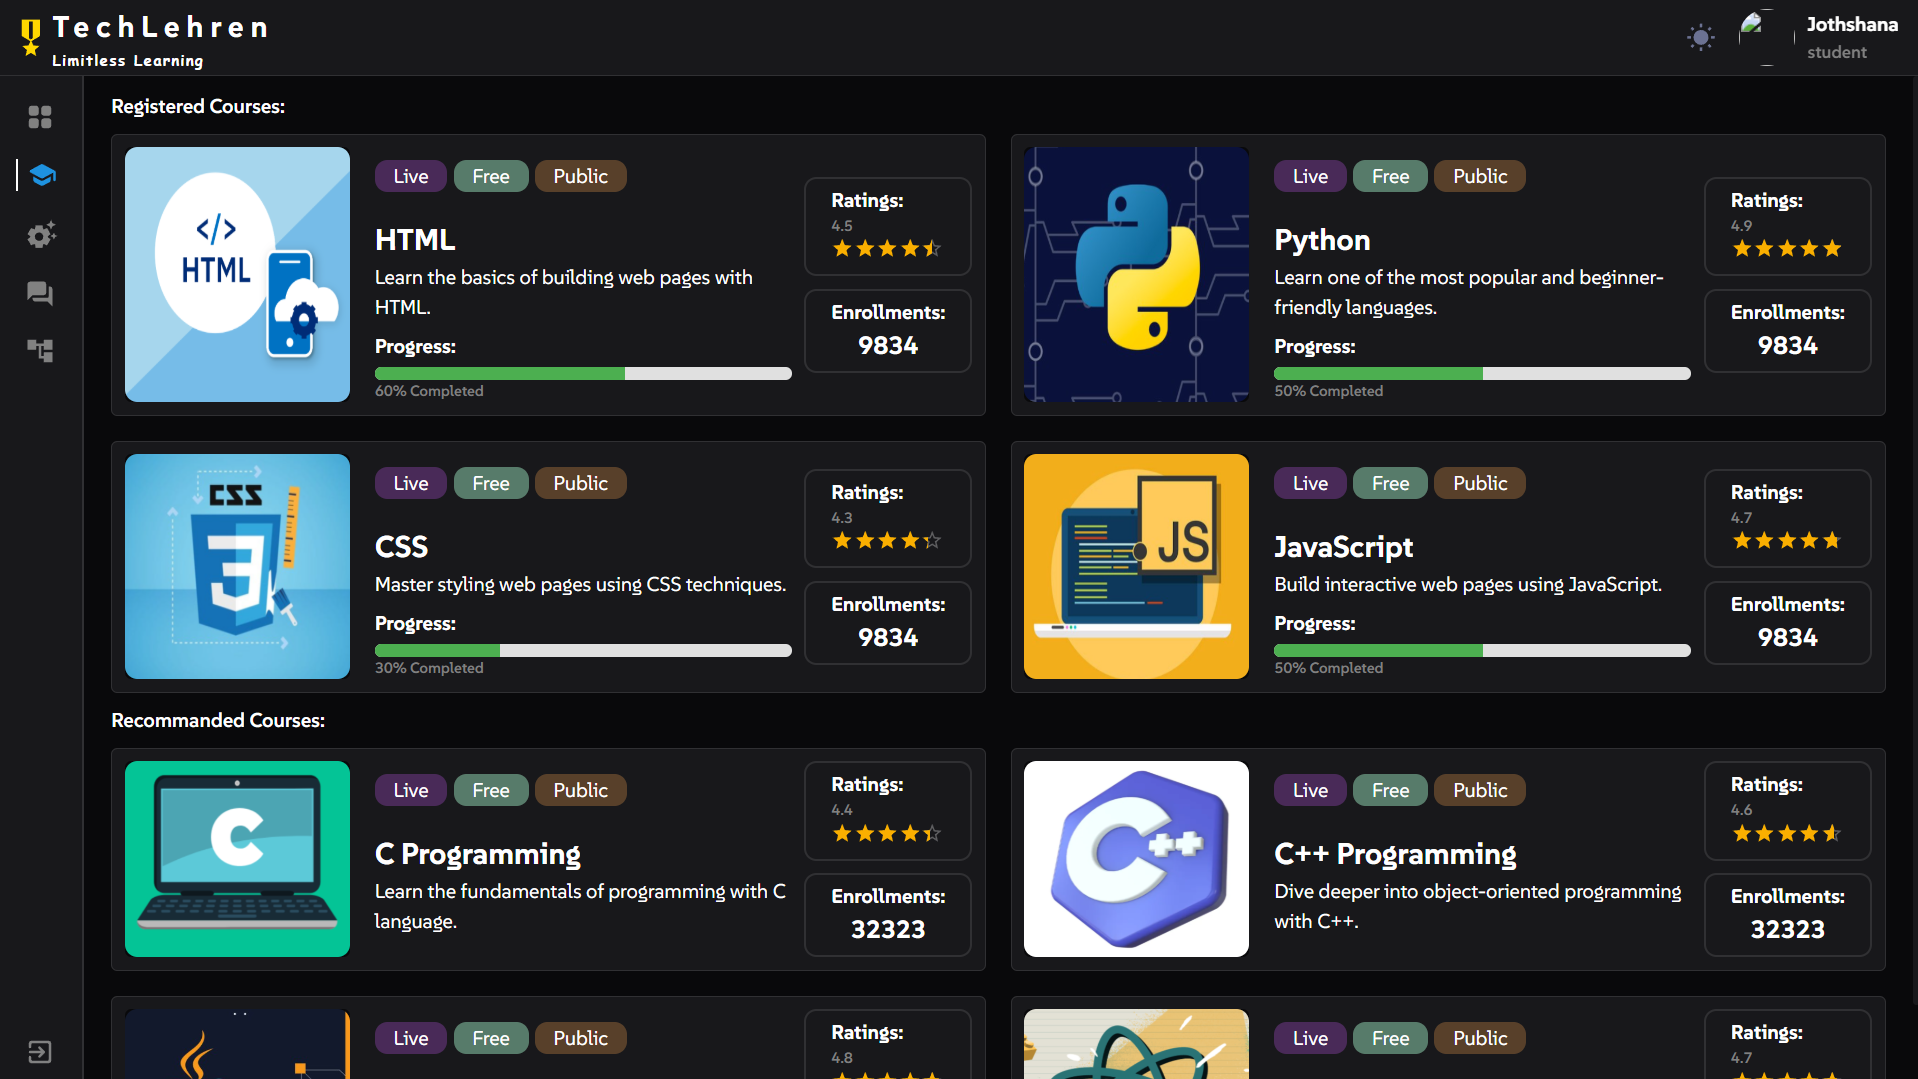 TechLehren
Limitless Learning
Jothshana
student
Registered Courses:
</>
HTML
Live
Free
Public
HTML
Learn the basics of building web pages with
HTML.
Progress:
60% Completed
Ratings:
4.5
Enrollments:
9834
Live
Free
Public
Python
Learn one of the most popular and beginner-
friendly languages.
Progress:
50% Completed
Ratings:
4.9
Enrollments:
9834
CSS
3
Live
Free
Public
CSS
Master styling web pages using CSS techniques.
Progress:
30% Completed
Ratings:
4.3
Enrollments:
9834
JS
Live
Free
Public
JavaScript
Build interactive web pages using JavaScript.
Progress:
50% Completed
Ratings:
4.7
Enrollments:
9834
Recommanded Courses:
C
Live
Free
Public
C Programming
Learn the fundamentals of programming with C
language.
Ratings:
4.4
Enrollments:
32323
C++
Live
Free
Public
C++ Programming
Dive deeper into object-oriented programming
with C++.
Ratings:
4.6
Enrollments:
32323
Live
Free
Public
Ratings:
4.8
Live
Free
Public
Ratings:
4.7